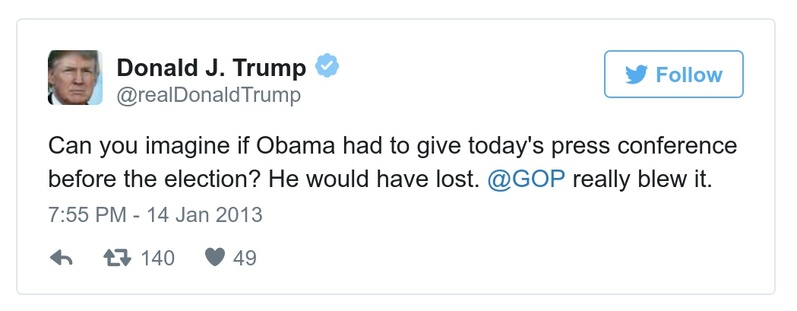 Donald J. Trump
@realDonaldTrump
Follow
Can you imagine if Obama had to give today's press conference
before the election? He would have lost. @GOP really blew it.
7:55 PM - 14 Jan 2013
140 49